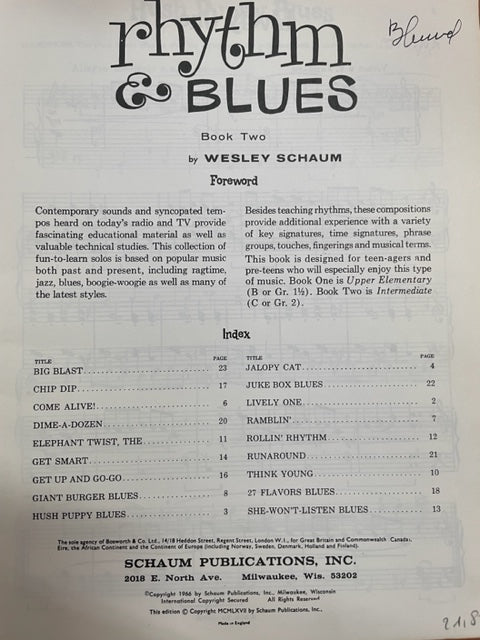 rhythm
& BLUES
Book Two
by WESLEY SCHAUM
Foreword
Contemporary sounds and syncopated tem-
pos heard on today's radio and TV provide
fascinating educational material as well as
valuable technical studies. This collection of
fun-to-learn solos is based on popular music
both past and present, including ragtime,
jazz, blues, boogie-woogie as well as many of
the latest styles.
Besides teaching rhythms, these compositions
provide additional experience with a variety
of key signatures, time signatures, phrase
groups, touches, fingerings and musical terms.
This book is designed for teen-agers and
pre-teens who will especially enjoy this type
of music. Book One is Upper Elementary
(B or Gr. 1½). Book Two is Intermediate
(C or Gr. 2).
Index
TITLE PAGE
BIG BLAST 23
CHIP DIP 17
COME ALIVE! 6
DIME-A-DOZEN 20
ELEPHANT TWIST, THE 11
GET SMART 14
GET UP AND GO-GO 16
GIANT BURGER BLUES 8
HUSH PUPPY BLUES 3
TITLE PAGE
JALOPY CAT 4
JUKE BOX BLUES 22
LIVELY ONE 2
RAMBLIN' 7
ROLLIN' RHYTHM 12
RUNAROUND 21
THINK YOUNG 10
27 FLAVORS BLUES 18
SHE-WON'T-LISTEN BLUES 13
The sole agency of Bosworth & Co. Ltd., 14/18 Heddon Street, Regent Street, London W.1., for Great Britain and Commonwealth (Canada),
Eire, the African Continent and the Continent of Europe (including Norway, Sweden, Denmark, Holland and Finland).
SCHAUM PUBLICATIONS, INC.
2018 E. North Ave. Milwaukee, Wis. 53202
©Copyright 1966 by Schaum Publications, Inc., Milwaukee, Wisconsin
International Copyright Secured All Rights Reserved
This edition © Copyright MCMLXVII by Schaum Publications, Inc.
Made in England